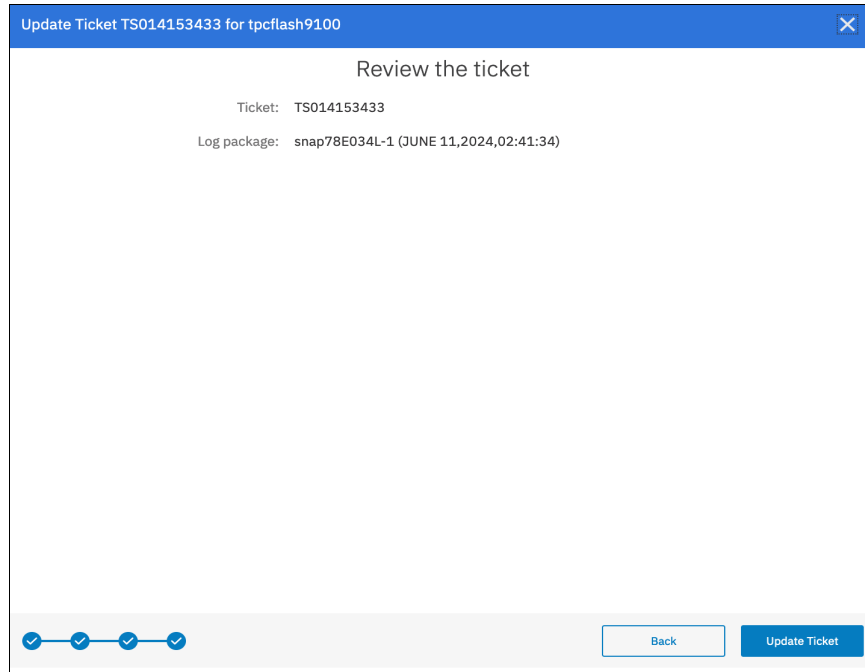 Update Ticket TS014153433 for tpcflash9100
Review the ticket
Ticket: TS014153433
Log package: snap78E034L-1 (JUNE 11,2024,02:41:34)
Back Update Ticket